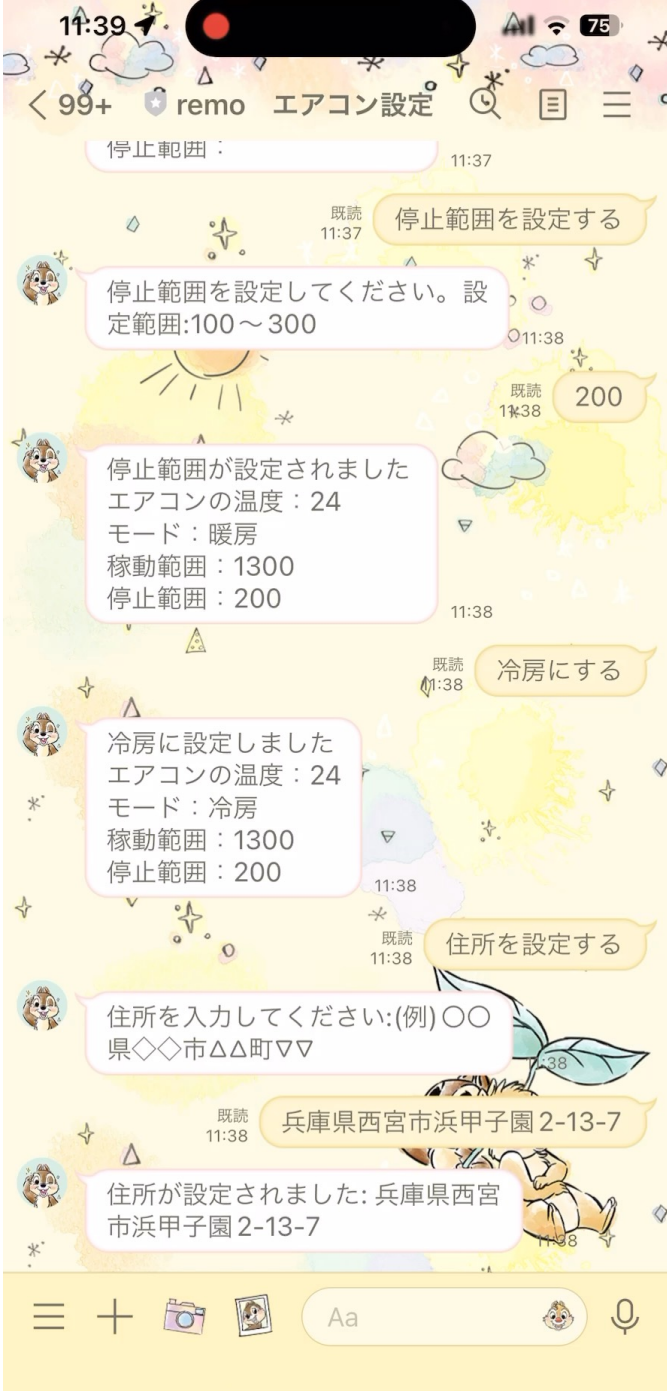 11:39
75
99+
remo エアコン設定
停止範囲：
11:37
停止範囲を設定する
既読
11:37
停止範囲を設定してください。設
定範囲:100〜300
11:38
200
既読
11:38
停止範囲が設定されました
エアコンの温度：24
モード：暖房
稼動範囲：1300
停止範囲：200
11:38
冷房にする
既読
11:38
冷房に設定しました
エアコンの温度：24
モード：冷房
稼動範囲：1300
停止範囲：200
11:38
住所を設定する
既読
11:38
住所を入力してください:(例)〇〇
県◇◇市△△町▽▽
11:38
兵庫県西宮市浜甲子園2-13-7
既読
11:38
住所が設定されました: 兵庫県西宮
市浜甲子園2-13-7
11:38
Aa